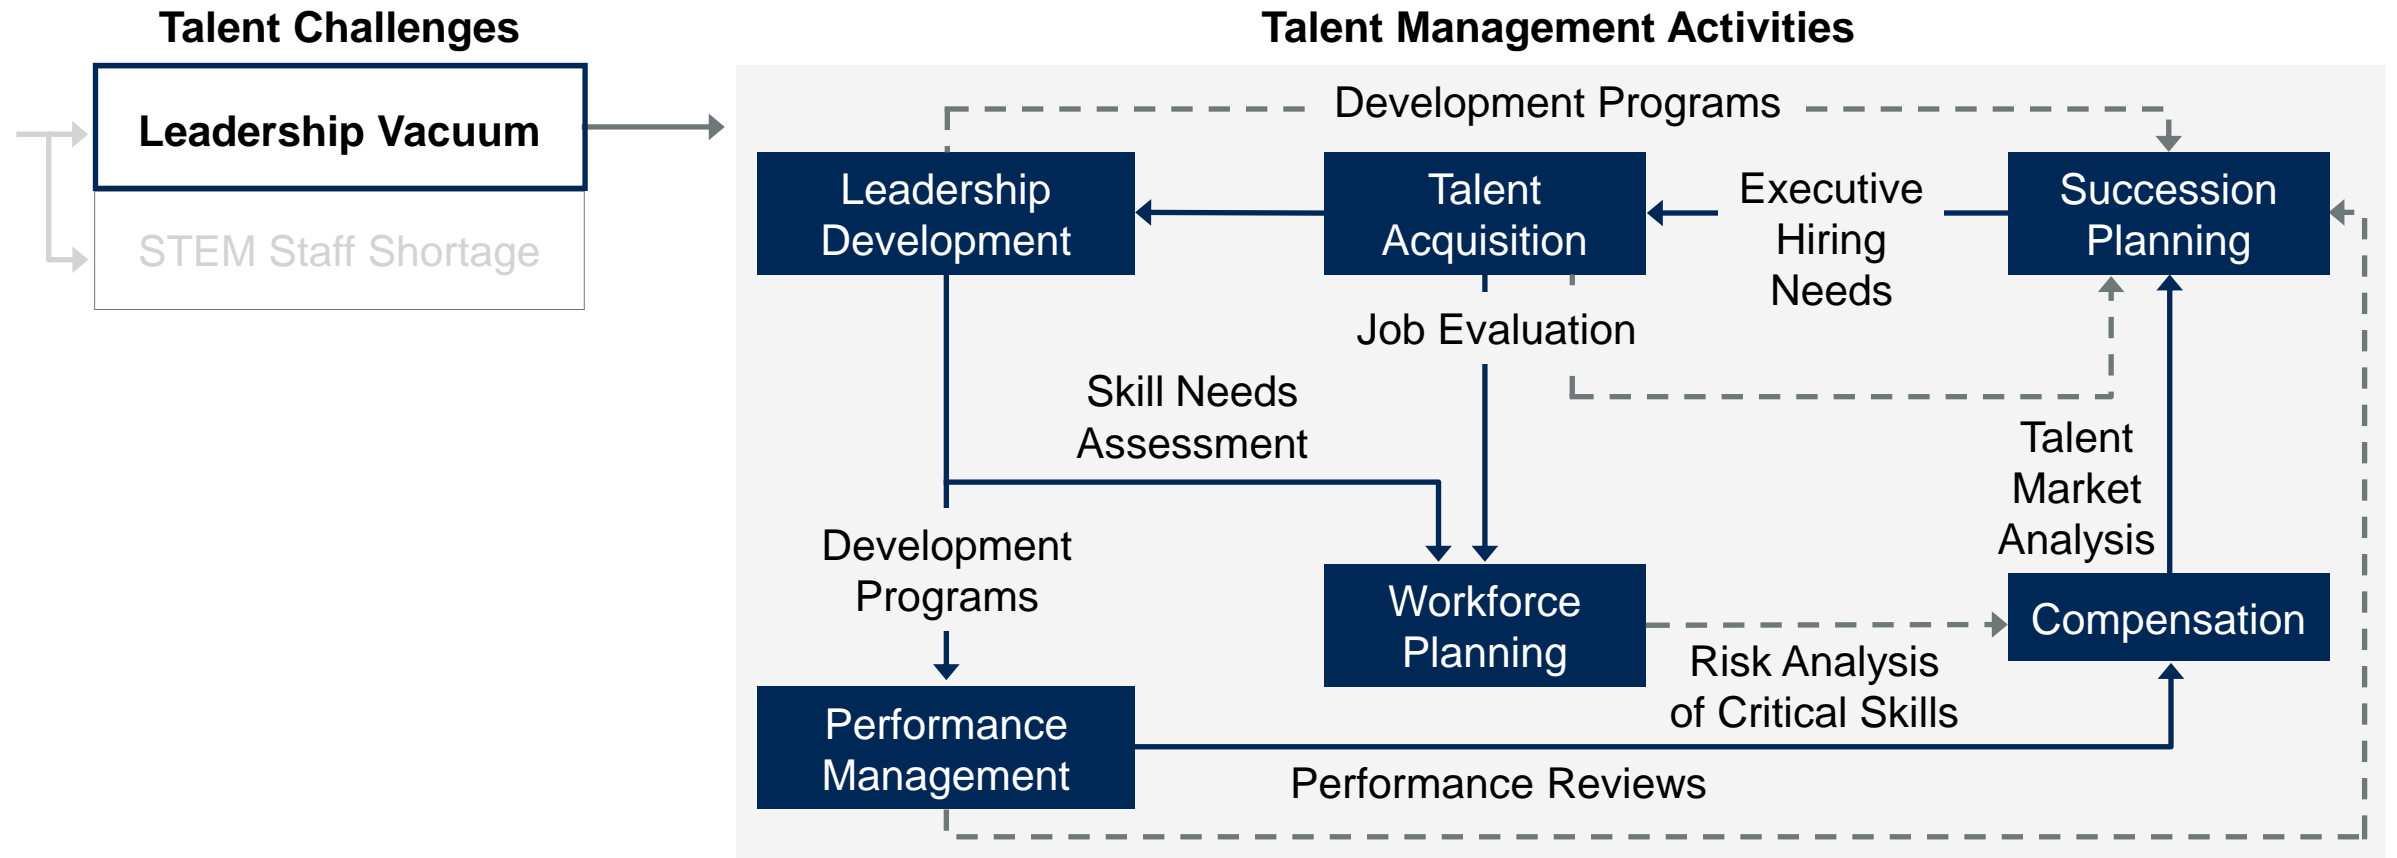 Talent Challenges
Talent Management Activities
Leadership Vacuum
STEM Staff Shortage
Development Programs
Leadership
Development
Talent
Acquisition
Executive
Hiring
Needs
Succession
Planning
Job Evaluation
Skill Needs
Assessment
Talent
Market
Analysis
Development
Programs
Workforce
Planning
Compensation
Risk Analysis
of Critical Skills
Performance
Management
Performance Reviews